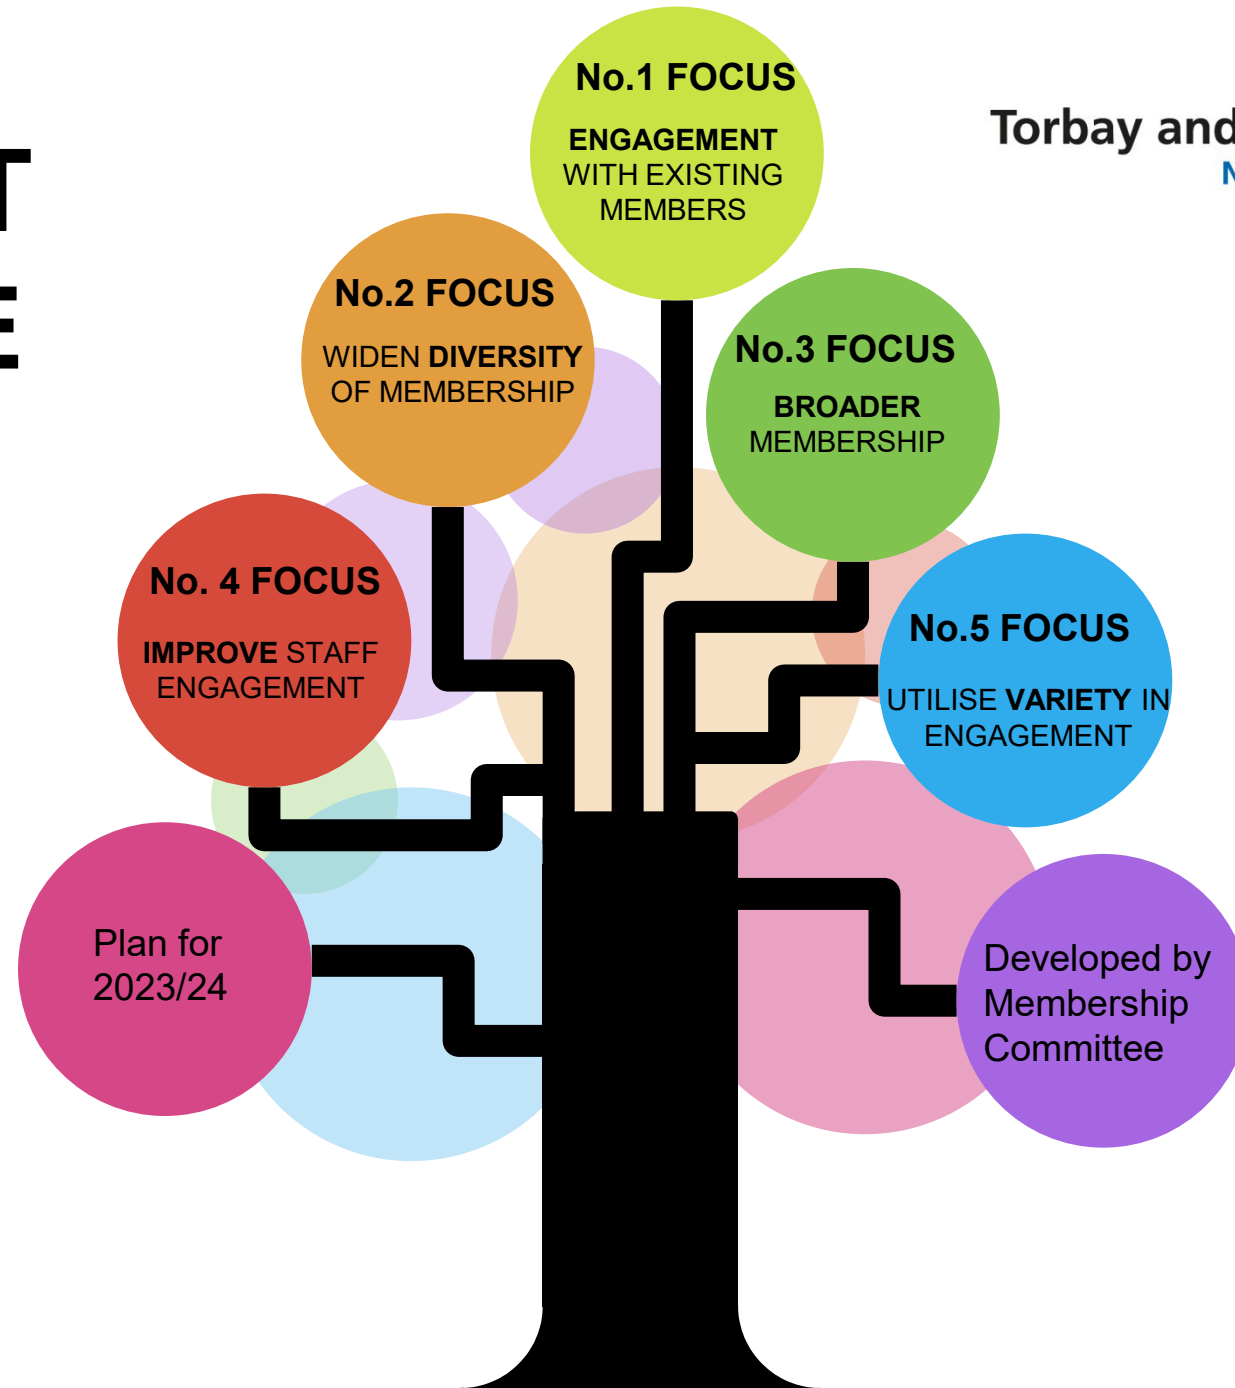 Torbay and
No.1 FOCUS
ENGAGEMENT
WITH EXISTING
MEMBERS
No.2 FOCUS
WIDEN DIVERSITY
OF MEMBERSHIP
No.3 FOCUS
BROADER
MEMBERSHIP
No. 4 FOCUS
IMPROVE STAFF
ENGAGEMENT
No.5 FOCUS
UTILISE VARIETY IN
ENGAGEMENT
Plan for
2023/24
Developed by
Membership
Committee